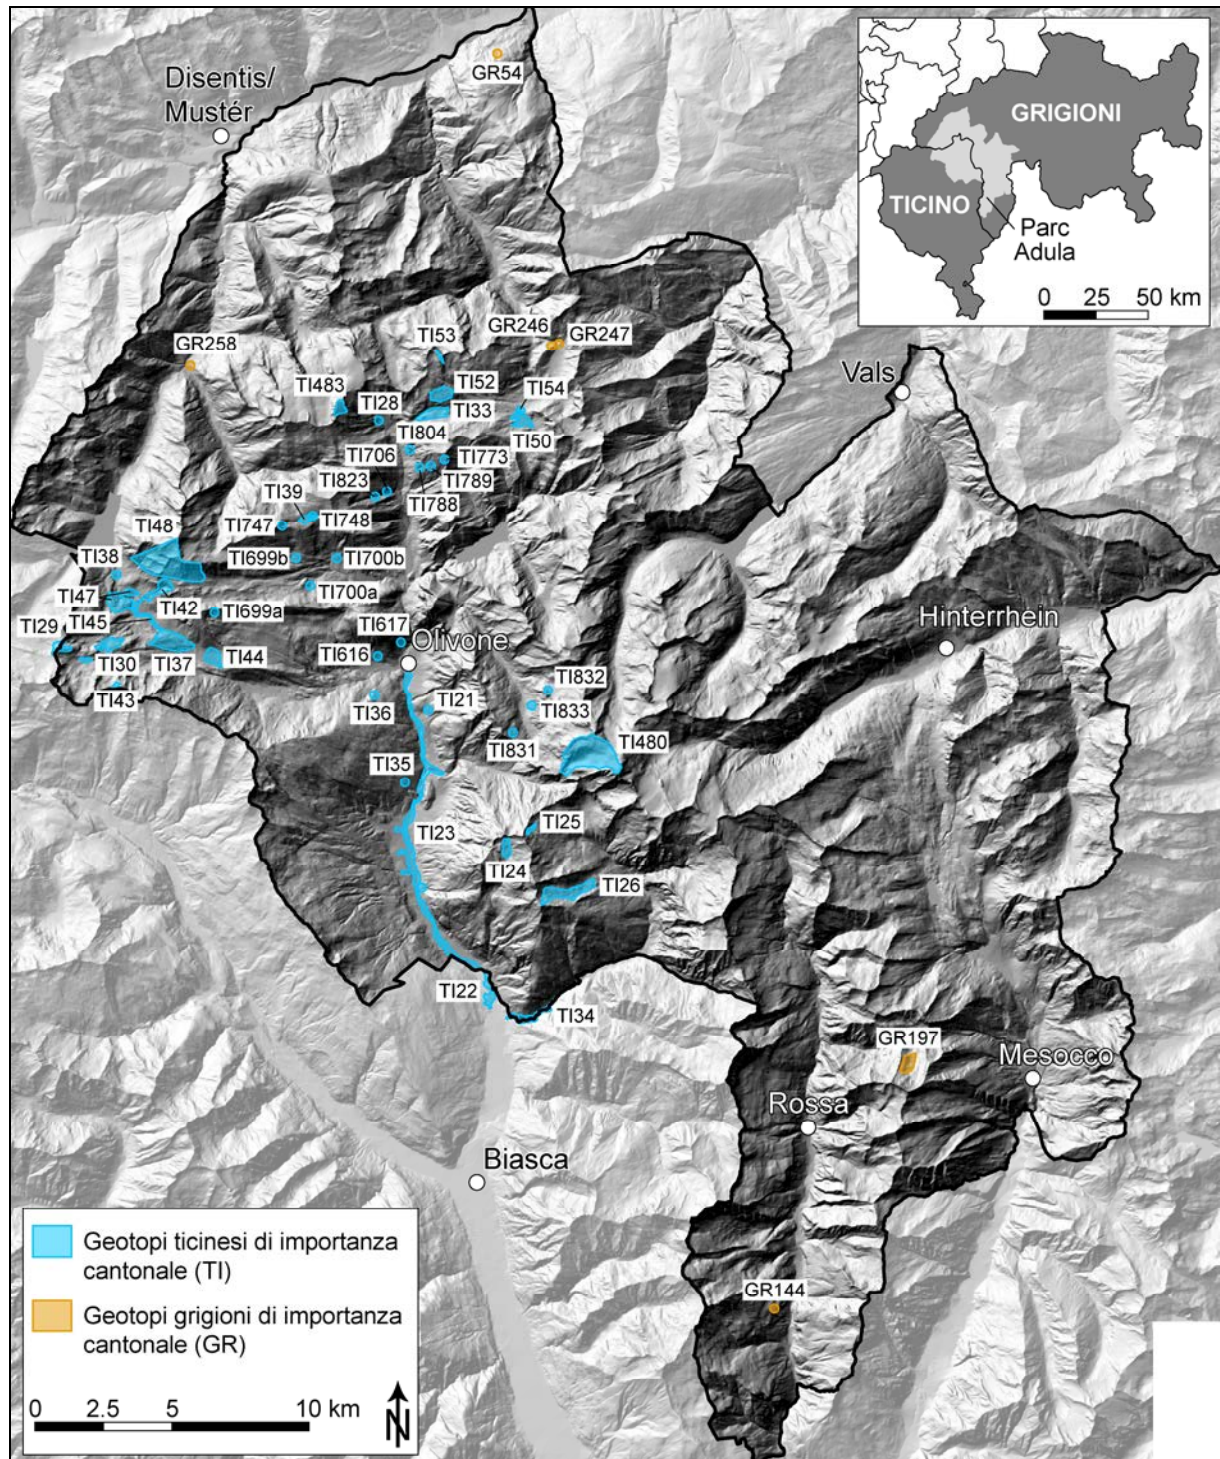 Disentis/
Mustér
GR54
GRIGIONI
TICINO
Parc
Adula
0 25 50 km
GR258
TI53
GR246
GR247
Vals
TI483
TI28
TI52
TI54
TI33
TI804
TI50
TI706
TI773
TI823
TI789
TI39
TI788
TI48
TI747
TI748
TI38
TI699b
TI700b
TI47
TI42
TI700a
TI45
TI699a
TI29
TI617
Olivone
Hinterrhein
TI30
TI37
TI44
TI616
TI43
TI36
TI21
TI832
TI833
TI831
TI480
TI35
TI23
TI25
TI24
TI26
TI22
TI34
GR197
Mesocco
Rossa
Biasca
GR144
Geotopi ticinesi di importanza
cantonale (TI)
Geotopi grigioni di importanza
cantonale (GR)
0 2.5 5 10 km
N